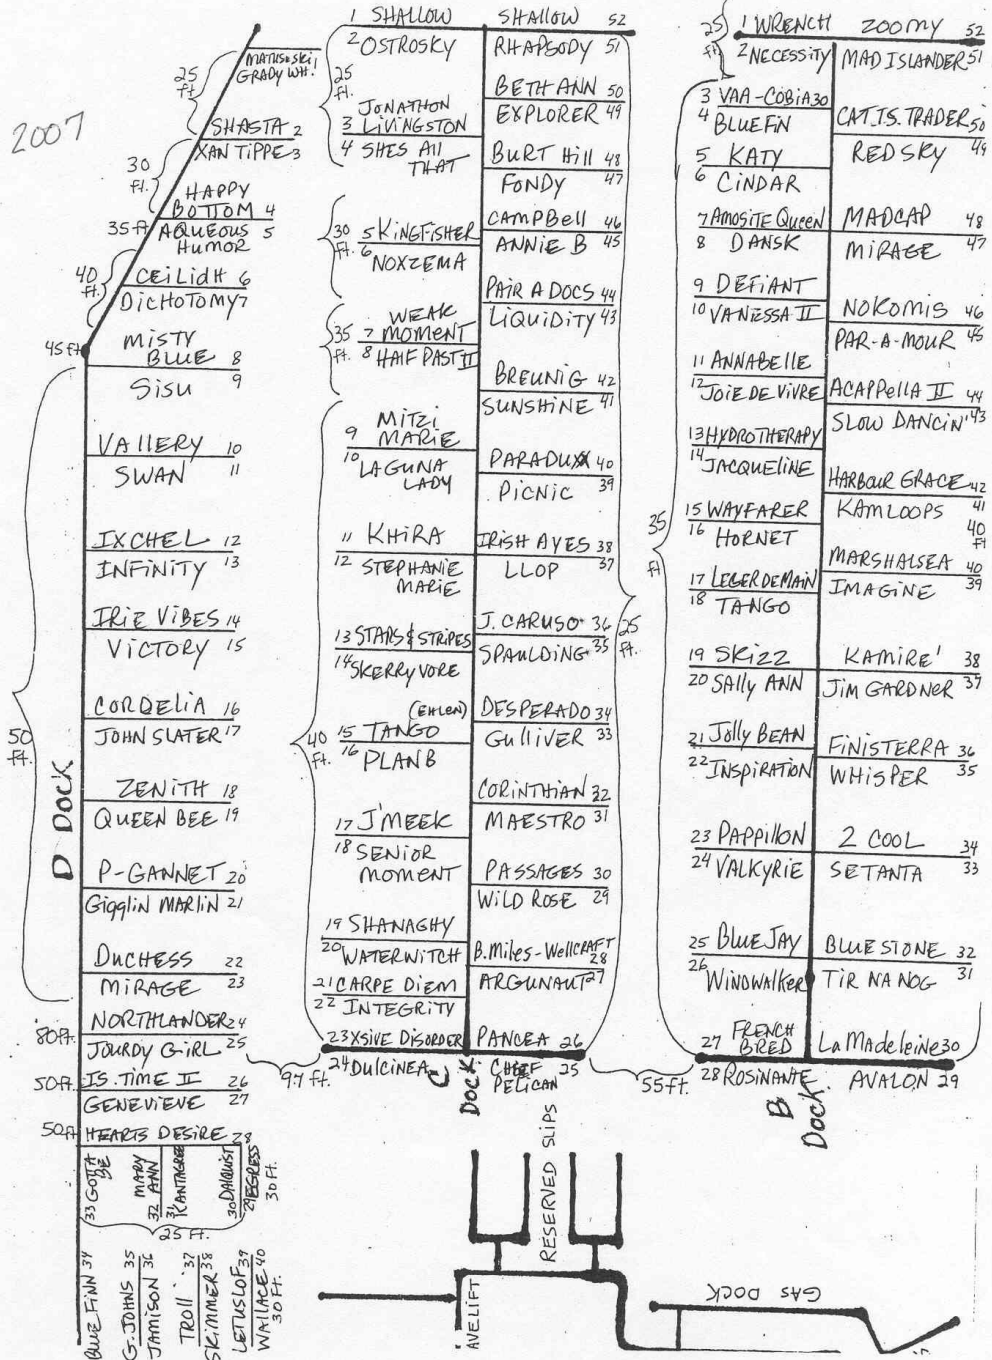 2007
25 ft
MARISUSKI 1
GRADY WH.
SHASTA 2
XAN TIPPE 3
30 ft.
HAPPY
BOTTOM 4
35 ft
AQUEOUS 5
HUMOR
40 ft.
CEILIDH 6
DICHOTOMY 7
45 ft
MISTY
BLUE 8
SISU 9
VALLERY 10
SWAN 11
IXCHEL 12
INFINITY 13
IRIE VIBES 14
VICTORY 15
CORDELIA 16
JOHN SLATER 17
50 ft.
D DOCK
ZENITH 18
QUEEN BEE 19
P-GANNET 20
GIGGLIN MARLIN 21
DUCHESS 22
MIRAGE 23
80 ft.
NORTHLANDER 24
JOURDY GIRL 25
50 ft.
IS. TIME II 26
GENEVIEVE 27
50 ft
HEARTS DESIRE 28
33 GOTTA BE
32 MARY ANN
31 KANTAGREE
30 DALQUIST
29 EGRESS
30 FT.
25 FT.
BLUE FINN 34
G. JOHNS 35
JAMISON 36
TROLL 37
SKIMMER 38
LETUSLOF 39
WALLACE 40
30 FT.
1 SHALLOW
2 OSTROSKY
25 ft.
JONATHON
3 LIVINGSTON
4 SHES All
THAT
30 ft.
5 KINGFISHER
6 NOXZEMA
35 ft.
WEAK
7 MOMENT
8 HALF PAST II
MITZI
9 MARIE
10 LAGUNA
LADY
11 KHIRA
12 STEPHANIE
MARIE
13 STARS & STRIPES
14 SKERRY VORE
(EHLEN)
40 ft.
15 TANGO
16 PLAN B
17 J'MEEK
18 SENIOR
MOMENT
19 SHANAGHY
20 WATERWITCH
21 CARPE DIEM
22 INTEGRITY
23 XSIVE DISORDER
24 DULCINEA
97 ft.
C DOCK
SHALLOW 52
RHAPSODY 51
BETH ANN 50
EXPLORER 49
BURT Hill 48
FONDY 47
CAMPBell 46
ANNIE B 45
PAIR A DOCS 44
LIQUIDITY 43
BREUNIG 42
SUNSHINE 41
PARADUX 40
PICNIC 39
IRISH AYES 38
LLOP 37
J. CARUSO 36
SPAULDING 35
25 ft.
DESPERADO 34
GULLIVER 33
CORINTHIAN 32
MAESTRO 31
PASSAGES 30
WILD ROSE 29
B. Miles-WellCRAFT 28
ARGUNAUT 27
PANCEA 26
CHIEF 25
PELICAN
55 ft.
25 ft
1 WRENCH
2 NECESSITY
3 VAA-COBIA 30
4 BLUEFIN
5 KATY
6 CINDAR
7 AMOSITE QUEEN
8 DANSK
9 DEFIANT
10 VANESSA II
11 ANNABELLE
12 JOIE DE VIVRE
13 HYDROTHERAPY
14 JACQUELINE
35 ft
15 WAYFARER
16 HORNET
17 LEGERDEMAIN
18 TANGO
19 SKIZZ
20 SAlly ANN
21 Jolly BEAN
22 INSPIRATION
23 PAPPILLON
24 VALKYRIE
25 BLUE JAY
26 WINDWALKER
FRENCH
27 BRED
28 ROSINANTE
B Dock
ZOOMY 52
MAD ISLANDER 51
CAT.I.S. TRADER 50
RED SKY 49
MADCAP 48
MIRAGE 47
NOKOMIS 46
PAR-A-MOUR 45
ACAPPELLA II 44
SLOW DANCIN' 43
HARBOUR GRACE 42
KAMLOOPS 41
40 ft
MARSHALSEA 40
IMAGINE 39
KAMIRE' 38
JIM GARDNER 37
FINISTERRA 36
WHISPER 35
2 COOL 34
SETANTA 33
BLUESTONE 32
TIR NA NOG 31
La Madeleine 30
AVALON 29
RESERVED SLIPS
AVELIFT
GAS DOCK